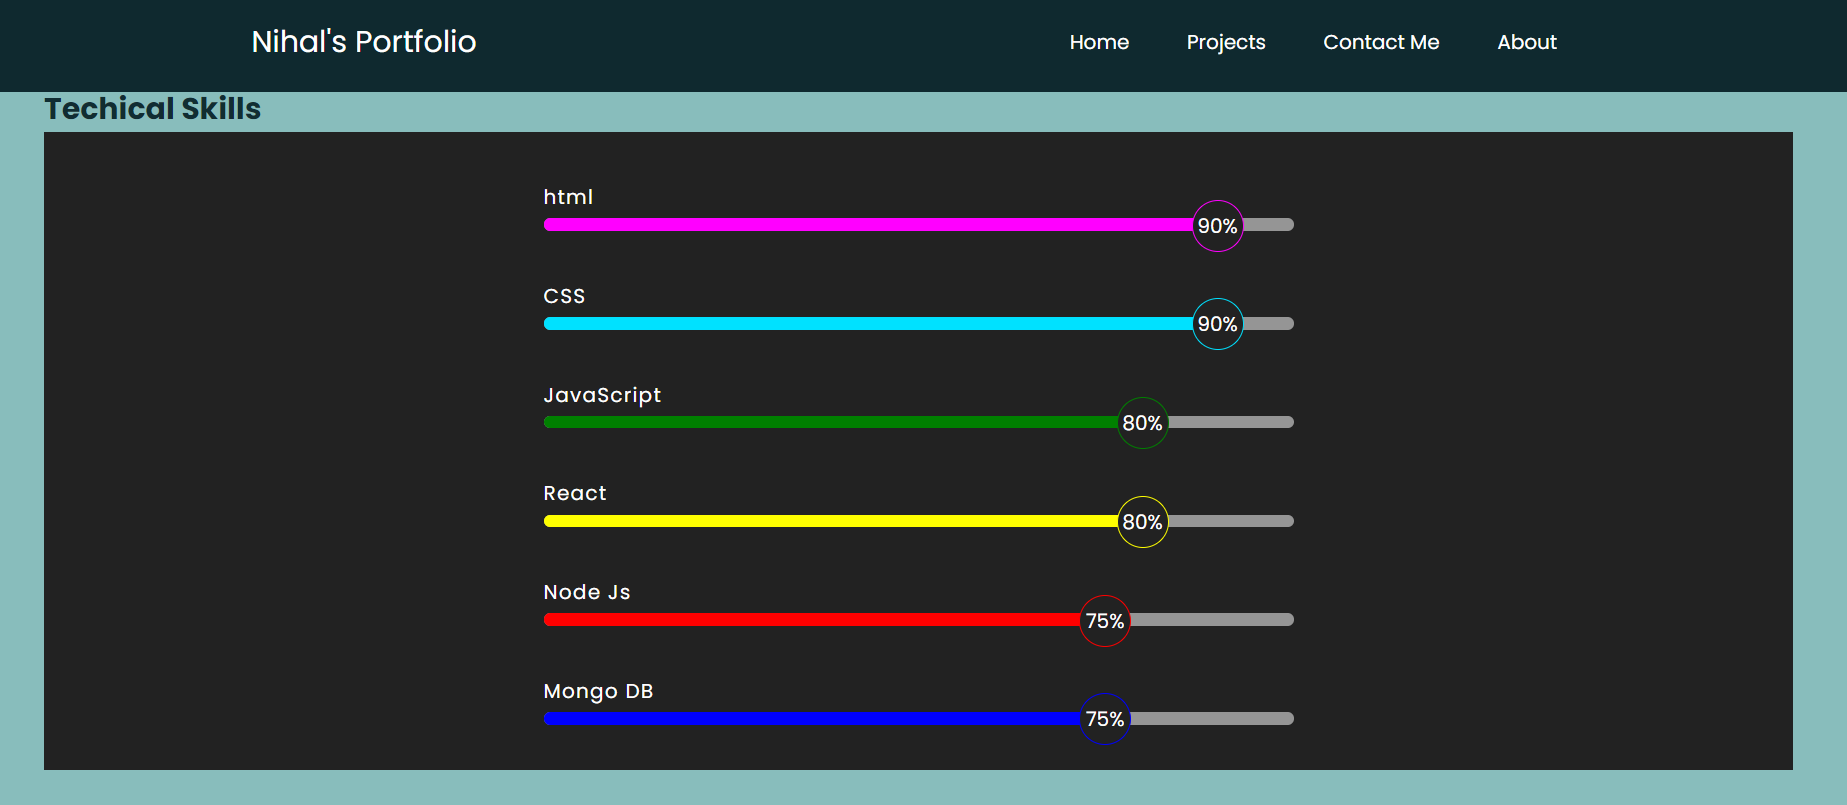 Nihal's Portfolio Home Projects Contact Me About
Techical Skills
html
90%
CSS
90%
JavaScript
80%
React
80%
Node Js
75%
Mongo DB
75%